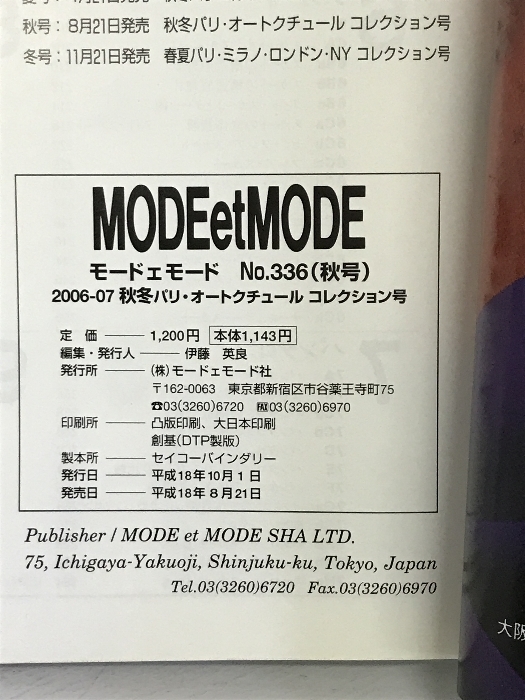 秋号：8月21日発売　秋冬パリ・オートクチュール コレクション号
冬号：11月21日発売　春夏パリ・ミラノ・ロンドン・NY コレクション号
MODEetMODE
モードェモード　No.336（秋号）
2006-07 秋冬パリ・オートクチュール コレクション号
定　価 ─── 1,200円 本体1,143円
編集・発行人 ─── 伊藤　英良
発行所 ─── （株）モードェモード社
〒162-0063　東京都新宿区市谷薬王寺町75
☎03(3260)6720　FAX03(3260)6970
印刷所 ─── 凸版印刷、大日本印刷
創基(DTP製版)
製本所 ─── セイコーバインダリー
発行日 ─── 平成18年10月1日
発売日 ─── 平成18年8月21日
Publisher / MODE et MODE SHA LTD.
75, Ichigaya-Yakuoji, Shinjuku-ku, Tokyo, Japan
Tel.03(3260)6720　Fax.03(3260)6970
大阪